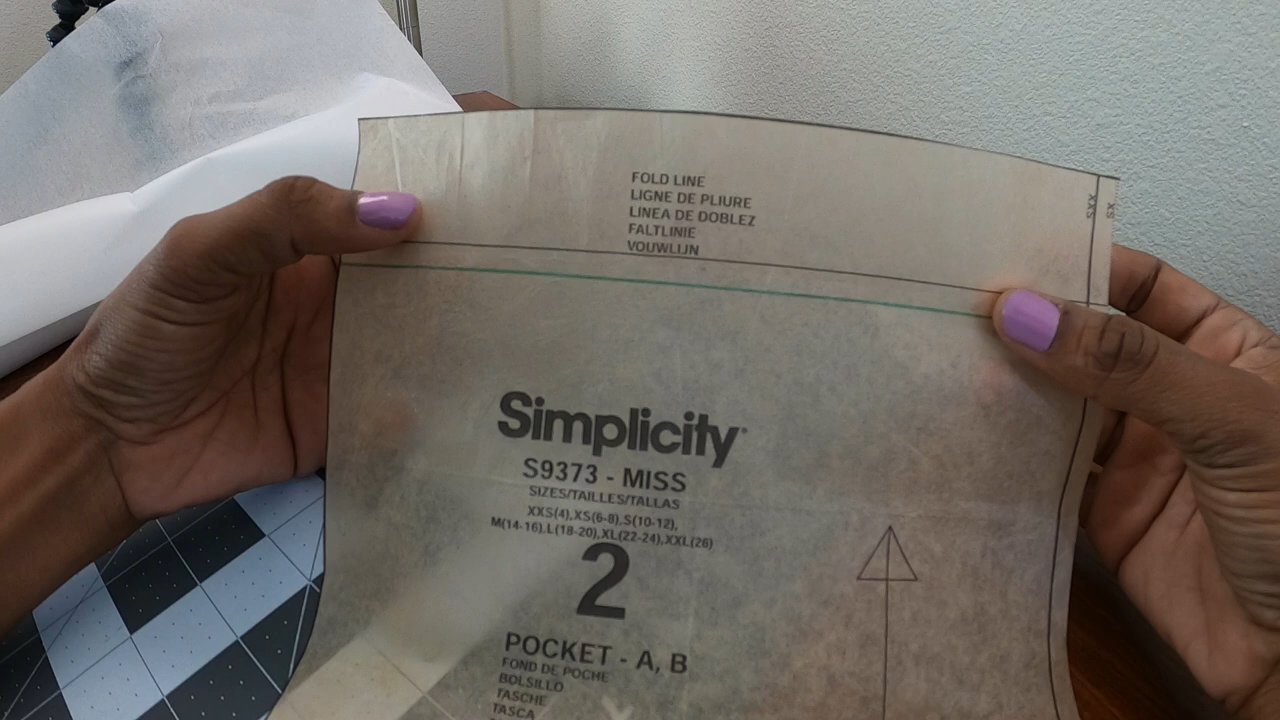 FOLD LINE
LIGNE DE PLIURE
LINEA DE DOBLEZ
FALTLINIE
VOUWLIJN
XXS
XS
Simplicity
S9373 - MISS
SIZES/TAILLES/TALLAS
XXS(4),XS(6-8),S(10-12),
M(14-16),L(18-20),XL(22-24),XXL(26)
2
POCKET - A, B
FOND DE POCHE
BOLSILLO
TASCHE
TASCA